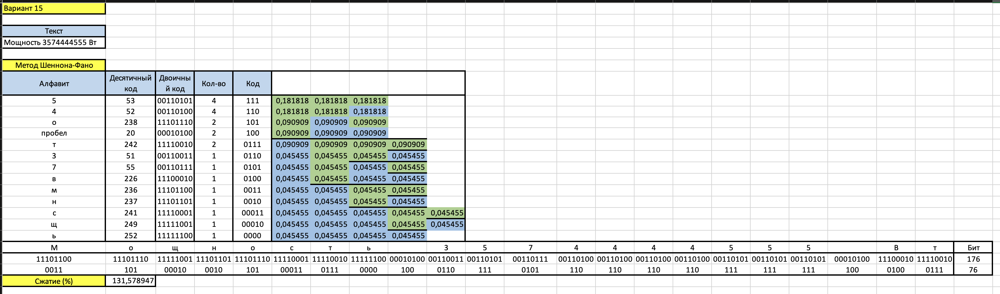 Вариант 15
Текст
Мощность 3574444555 Вт
Метод Шеннона-Фано
Алфавит Десятичный код Двоичны й код Кол-во Код
5 53 00110101 4 111 0,181818 0,181818 0,181818
4 52 00110100 4 110 0,181818 0,181818 0,181818
о 238 11101110 2 101 0,090909 0,090909 0,090909
пробел 20 00010100 2 100 0,090909 0,090909 0,090909
т 242 11110010 2 0111 0,090909 0,090909 0,090909 0,090909
3 51 00110011 1 0110 0,045455 0,045455 0,045455 0,045455
7 55 00110111 1 0101 0,045455 0,045455 0,045455 0,045455
в 226 11100010 1 0100 0,045455 0,045455 0,045455 0,045455
м 236 11101100 1 0011 0,045455 0,045455 0,045455 0,045455
н 237 11101101 1 0010 0,045455 0,045455 0,045455 0,045455
с 241 11110001 1 00011 0,045455 0,045455 0,045455 0,045455 0,045455
щ 249 11111001 1 00010 0,045455 0,045455 0,045455 0,045455 0,045455
ь 252 11111100 1 0000 0,045455 0,045455 0,045455 0,045455
М о щ н о с т ь 3 5 7 4 4 4 4 5 5 5 В т Бит
11101100 11101110 11111001 11101101 11101110 11110001 11110010 11111100 00010100 00110011 00110101 00110111 00110100 00110100 00110100 00110100 00110101 00110101 00110101 00010100 11100010 11110010 176
0011 101 00010 0010 101 00011 0111 0000 100 0110 111 0101 110 110 110 110 111 111 111 100 0100 0111 76
Сжатие (%) 131,578947